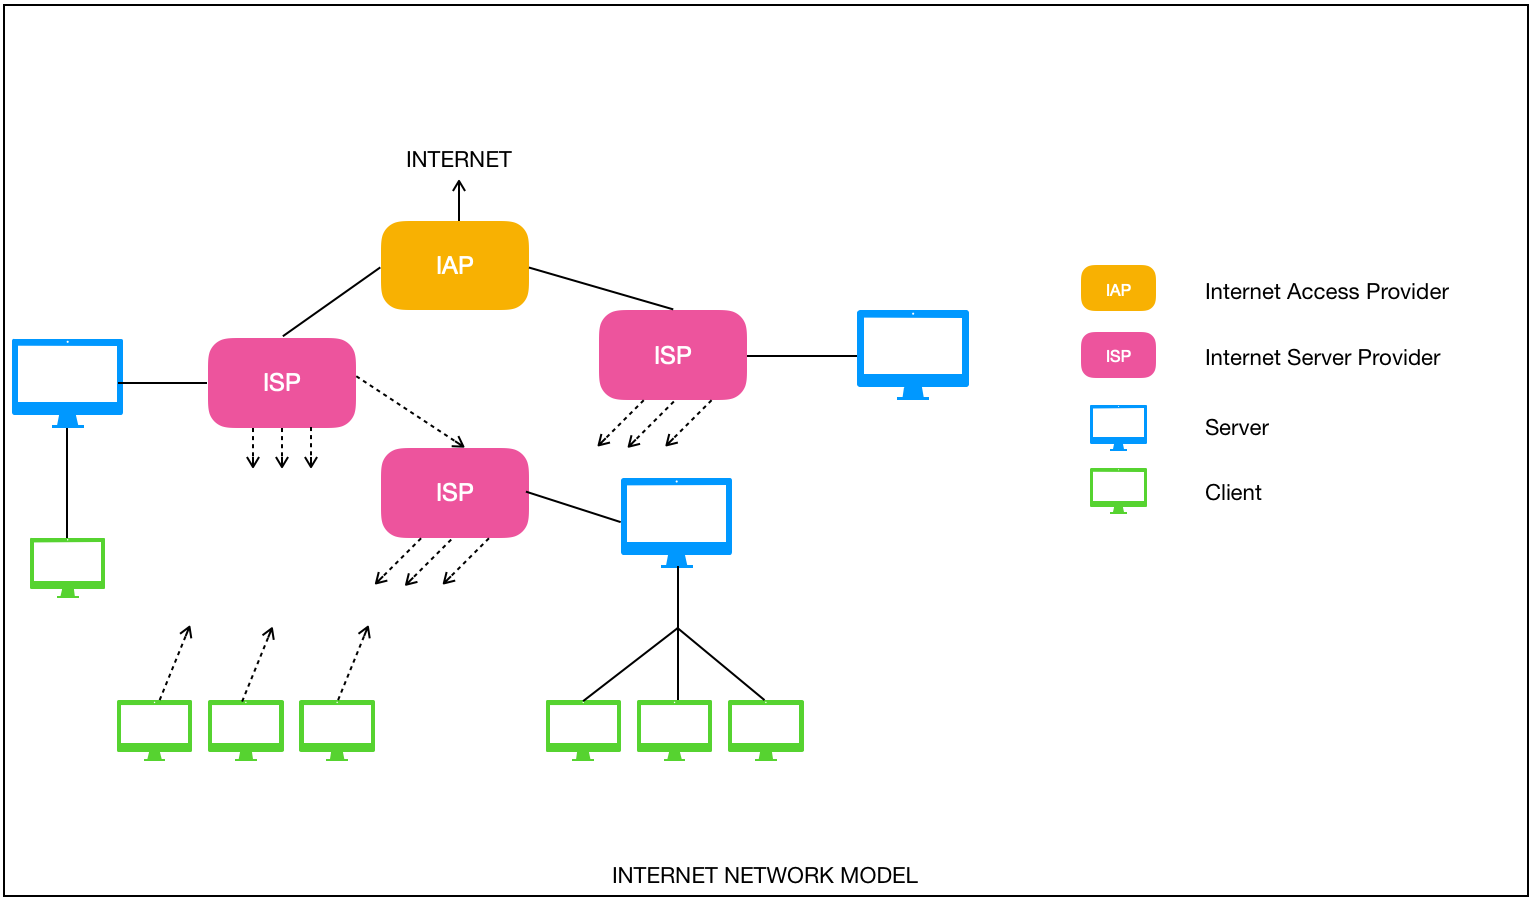 INTERNET
IAP
ISP
ISP
ISP
IAP Internet Access Provider
ISP Internet Server Provider
Server
Client
INTERNET NETWORK MODEL